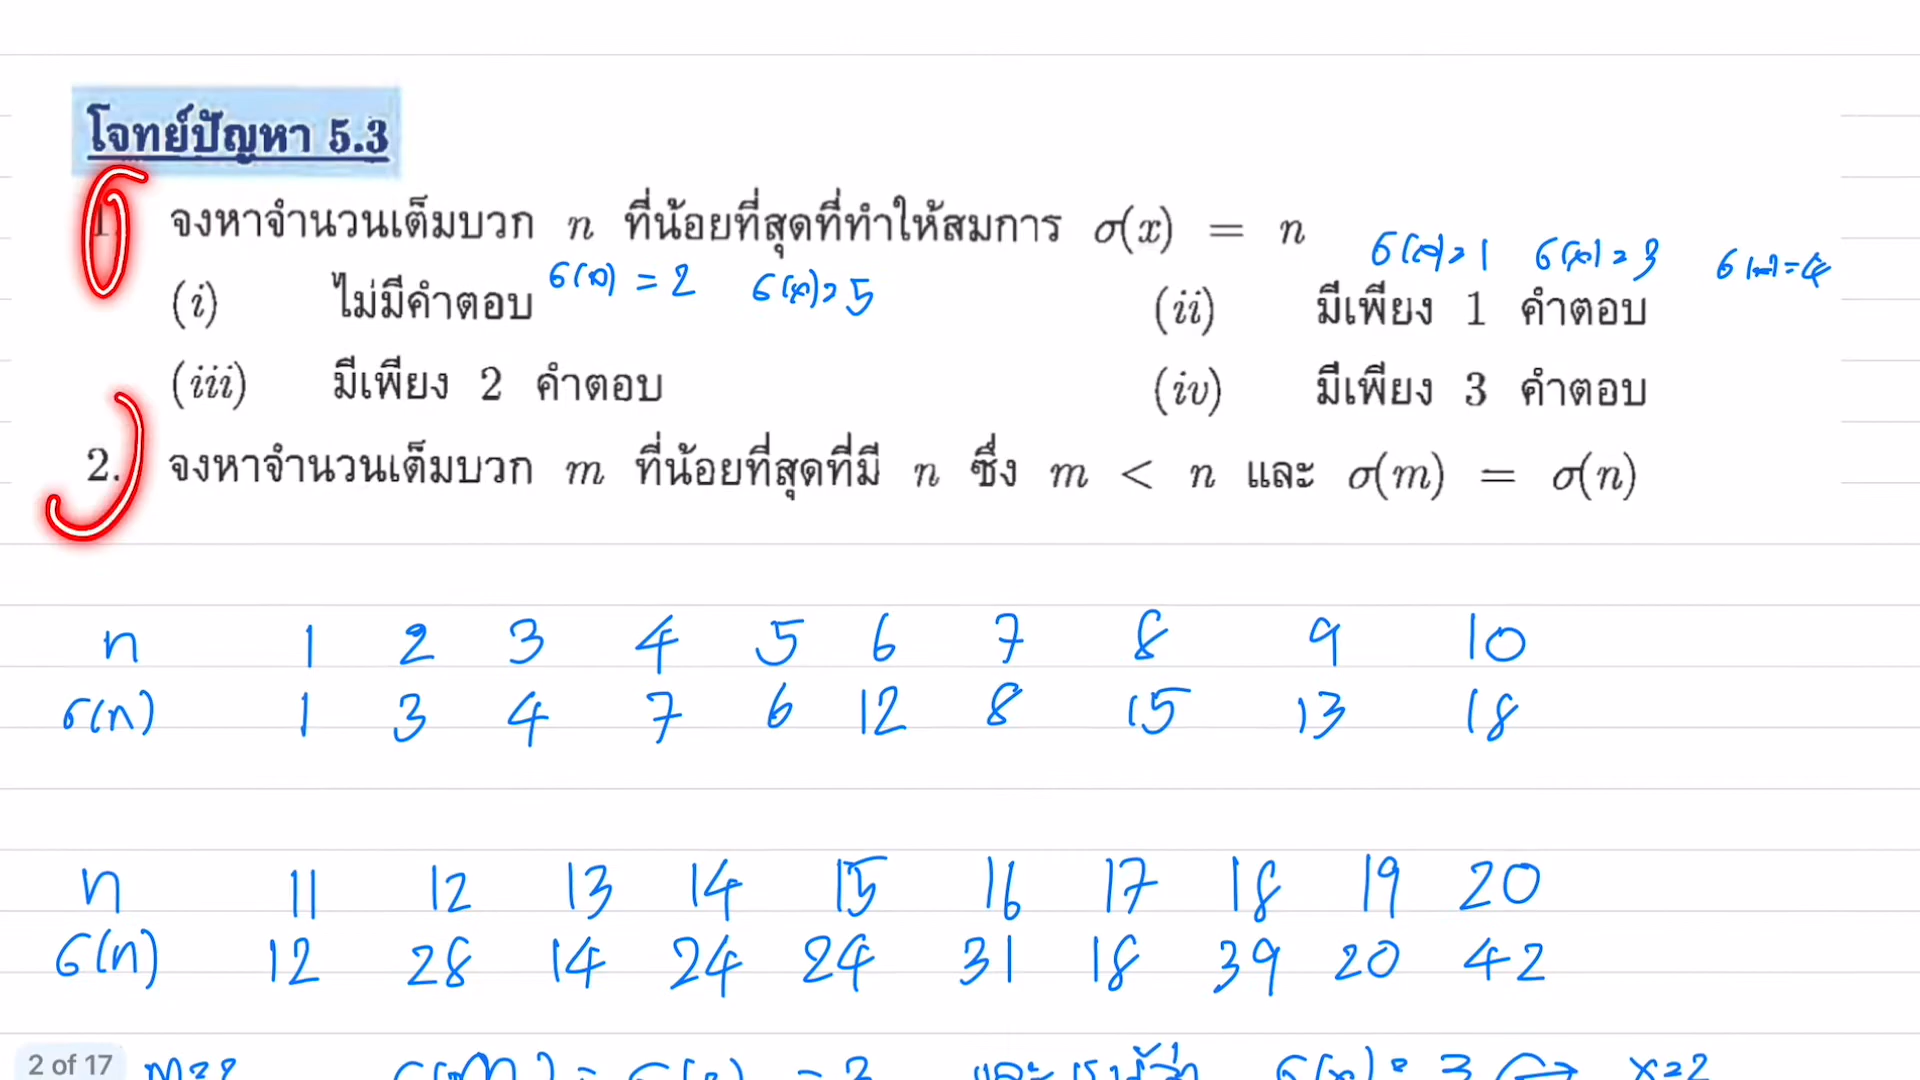 โจทย์ปัญหา 5.3
1. จงหาจำนวนเต็มบวก n ที่น้อยที่สุดที่ทำให้สมการ σ(x) = n
(i) ไม่มีคำตอบ σ(x) = 2 σ(x) = 5
σ(x) = 1 σ(x) = 3 σ(x) = 4
(ii) มีเพียง 1 คำตอบ
(iii) มีเพียง 2 คำตอบ
(iv) มีเพียง 3 คำตอบ
2. จงหาจำนวนเต็มบวก m ที่น้อยที่สุดที่มี n ซึ่ง m < n และ σ(m) = σ(n)
n 1 2 3 4 5 6 7 8 9 10
σ(n) 1 3 4 7 6 12 8 15 13 18
n 11 12 13 14 15 16 17 18 19 20
σ(n) 12 28 14 24 24 31 18 39 20 42
2 of 17